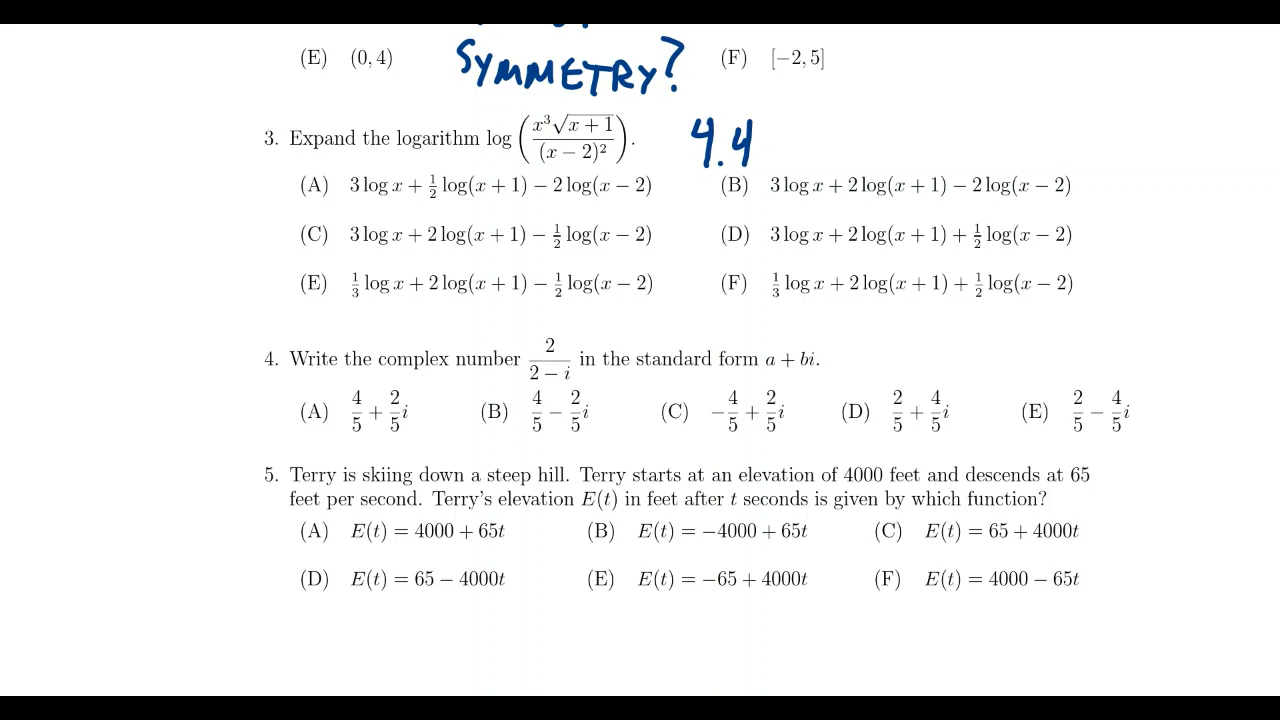 (E) (0, 4) SYMMETRY? (F) [−2, 5]
3. Expand the logarithm log (x³√(x + 1) / (x − 2)²). 4.4
(A) 3 log x + ½ log(x + 1) − 2 log(x − 2) (B) 3 log x + 2 log(x + 1) − 2 log(x − 2)
(C) 3 log x + 2 log(x + 1) − ½ log(x − 2) (D) 3 log x + 2 log(x + 1) + ½ log(x − 2)
(E) ⅓ log x + 2 log(x + 1) − ½ log(x − 2) (F) ⅓ log x + 2 log(x + 1) + ½ log(x − 2)
4. Write the complex number 2/(2 − i) in the standard form a + bi.
(A) 4/5 + 2/5 i (B) 4/5 − 2/5 i (C) −4/5 + 2/5 i (D) 2/5 + 4/5 i (E) 2/5 − 4/5 i
5. Terry is skiing down a steep hill. Terry starts at an elevation of 4000 feet and descends at 65
feet per second. Terry's elevation E(t) in feet after t seconds is given by which function?
(A) E(t) = 4000 + 65t (B) E(t) = −4000 + 65t (C) E(t) = 65 + 4000t
(D) E(t) = 65 − 4000t (E) E(t) = −65 + 4000t (F) E(t) = 4000 − 65t